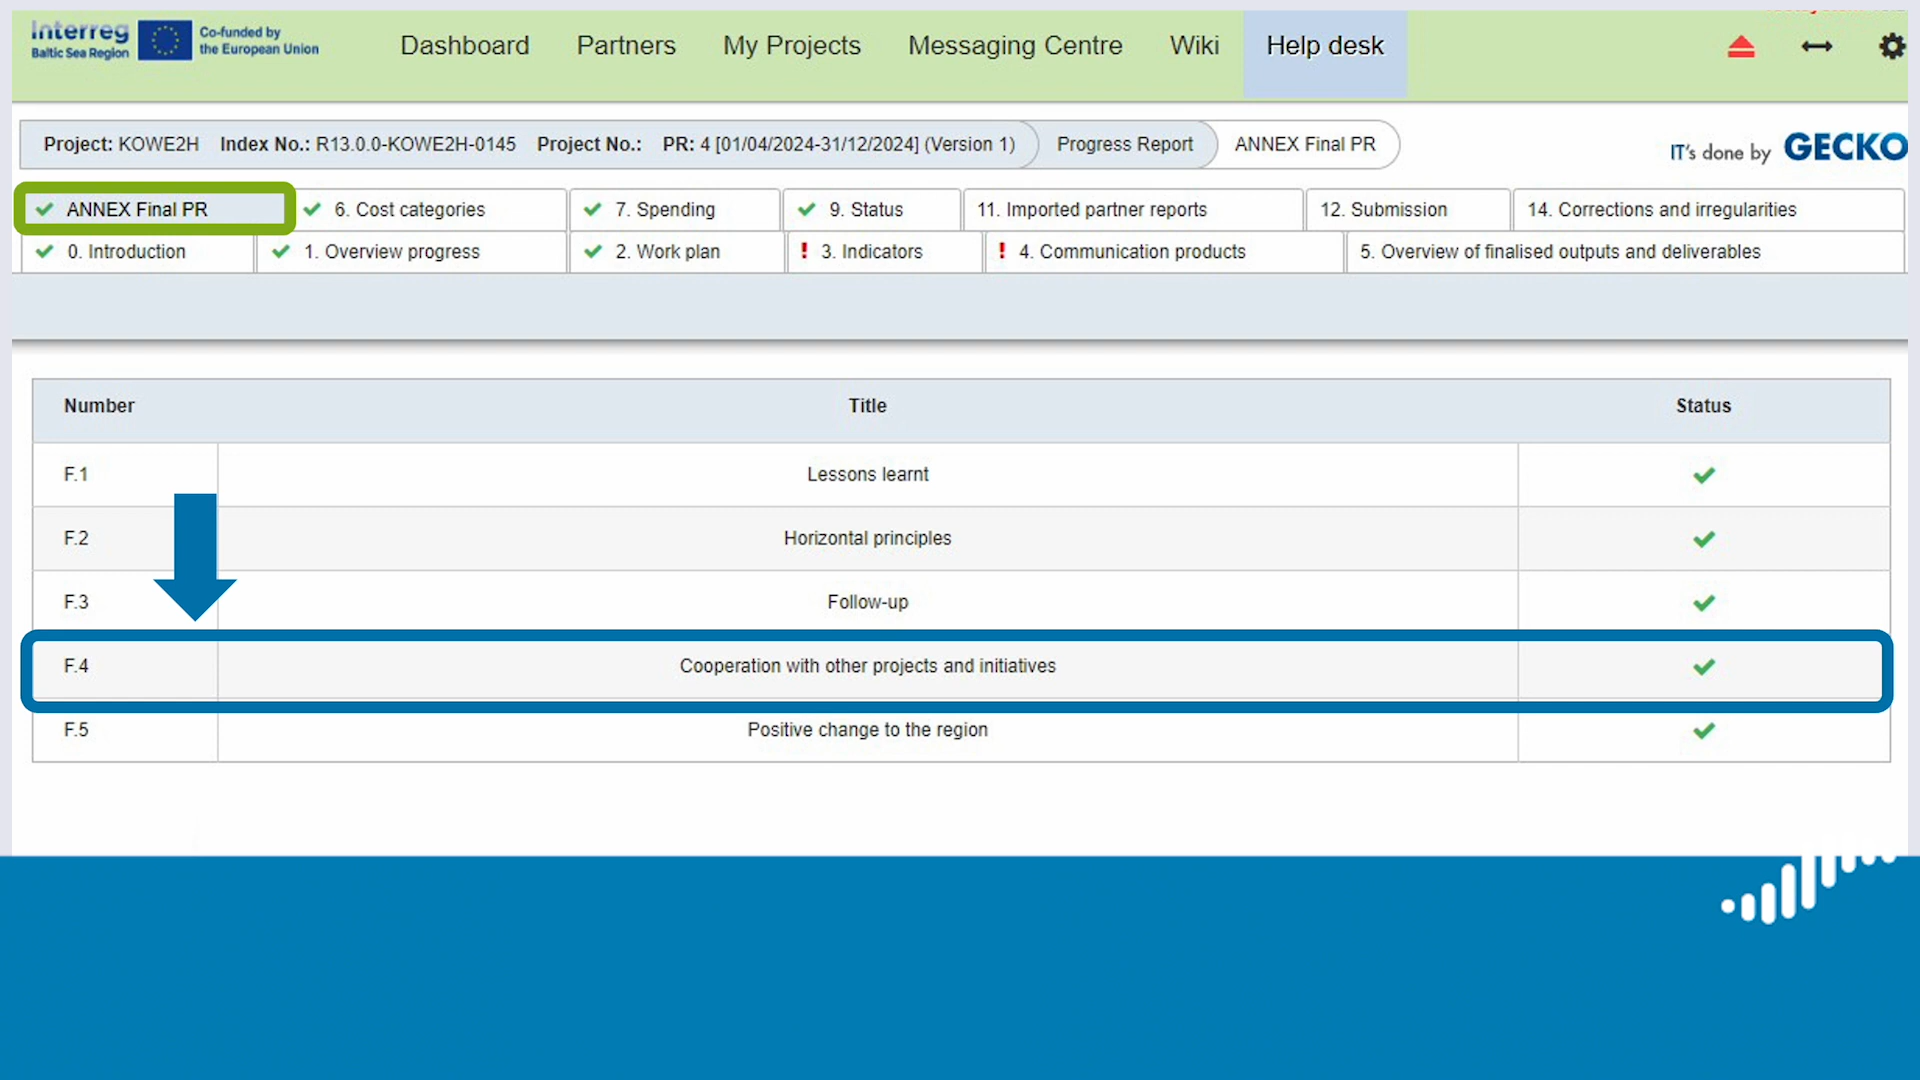 Interreg
Baltic Sea Region
Co-funded by
the European Union
Dashboard
Partners
My Projects
Messaging Centre
Wiki
Help desk
Project: KOWE2H Index No.: R13.0.0-KOWE2H-0145 Project No.: PR: 4 [01/04/2024-31/12/2024] (Version 1)
Progress Report
ANNEX Final PR
IT's done by GECKO
ANNEX Final PR
6. Cost categories
7. Spending
9. Status
11. Imported partner reports
12. Submission
14. Corrections and irregularities
0. Introduction
1. Overview progress
2. Work plan
! 3. Indicators
! 4. Communication products
5. Overview of finalised outputs and deliverables
Number Title Status
F.1 Lessons learnt
F.2 Horizontal principles
F.3 Follow-up
F.4 Cooperation with other projects and initiatives
F.5 Positive change to the region